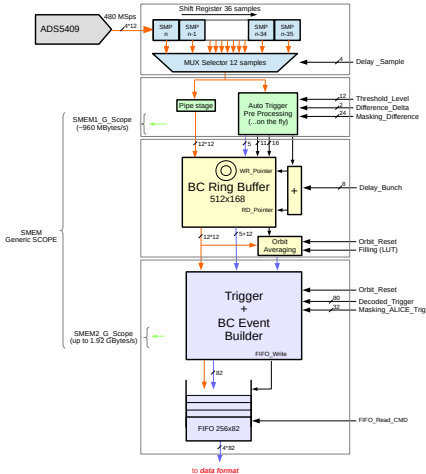 Shift Register 36 samples
480 MSps
ADS5409
4*12
SMP
n
SMP
n-1
SMP
n-34
SMP
n-35
MUX Selector 12 samples
4
Delay _Sample
Pipe stage
Auto Trigger
Pre Processing
(...on the fly)
12
Threshold_Level
2
Difference_Delta
24
Masking_Difference
SMEM1_G_Scope
(~960 MBytes/s)
12*12
5
11
16
WR_Pointer
BC Ring Buffer
512x168
+
8
Delay_Bunch
RD_Pointer
SMEM
Generic SCOPE
12*12
5+12
Orbit
Averaging
Orbit_Reset
Filling (LUT)
Trigger
+
BC Event
Builder
Orbit_Reset
80
Decoded_Trigger
32
Masking_ALICE_Trig
SMEM2_G_Scope
(up to 1.92 GBytes/s)
FIFO_Write
82
FIFO 256x82
FIFO_Read_CMD
4*82
to data format